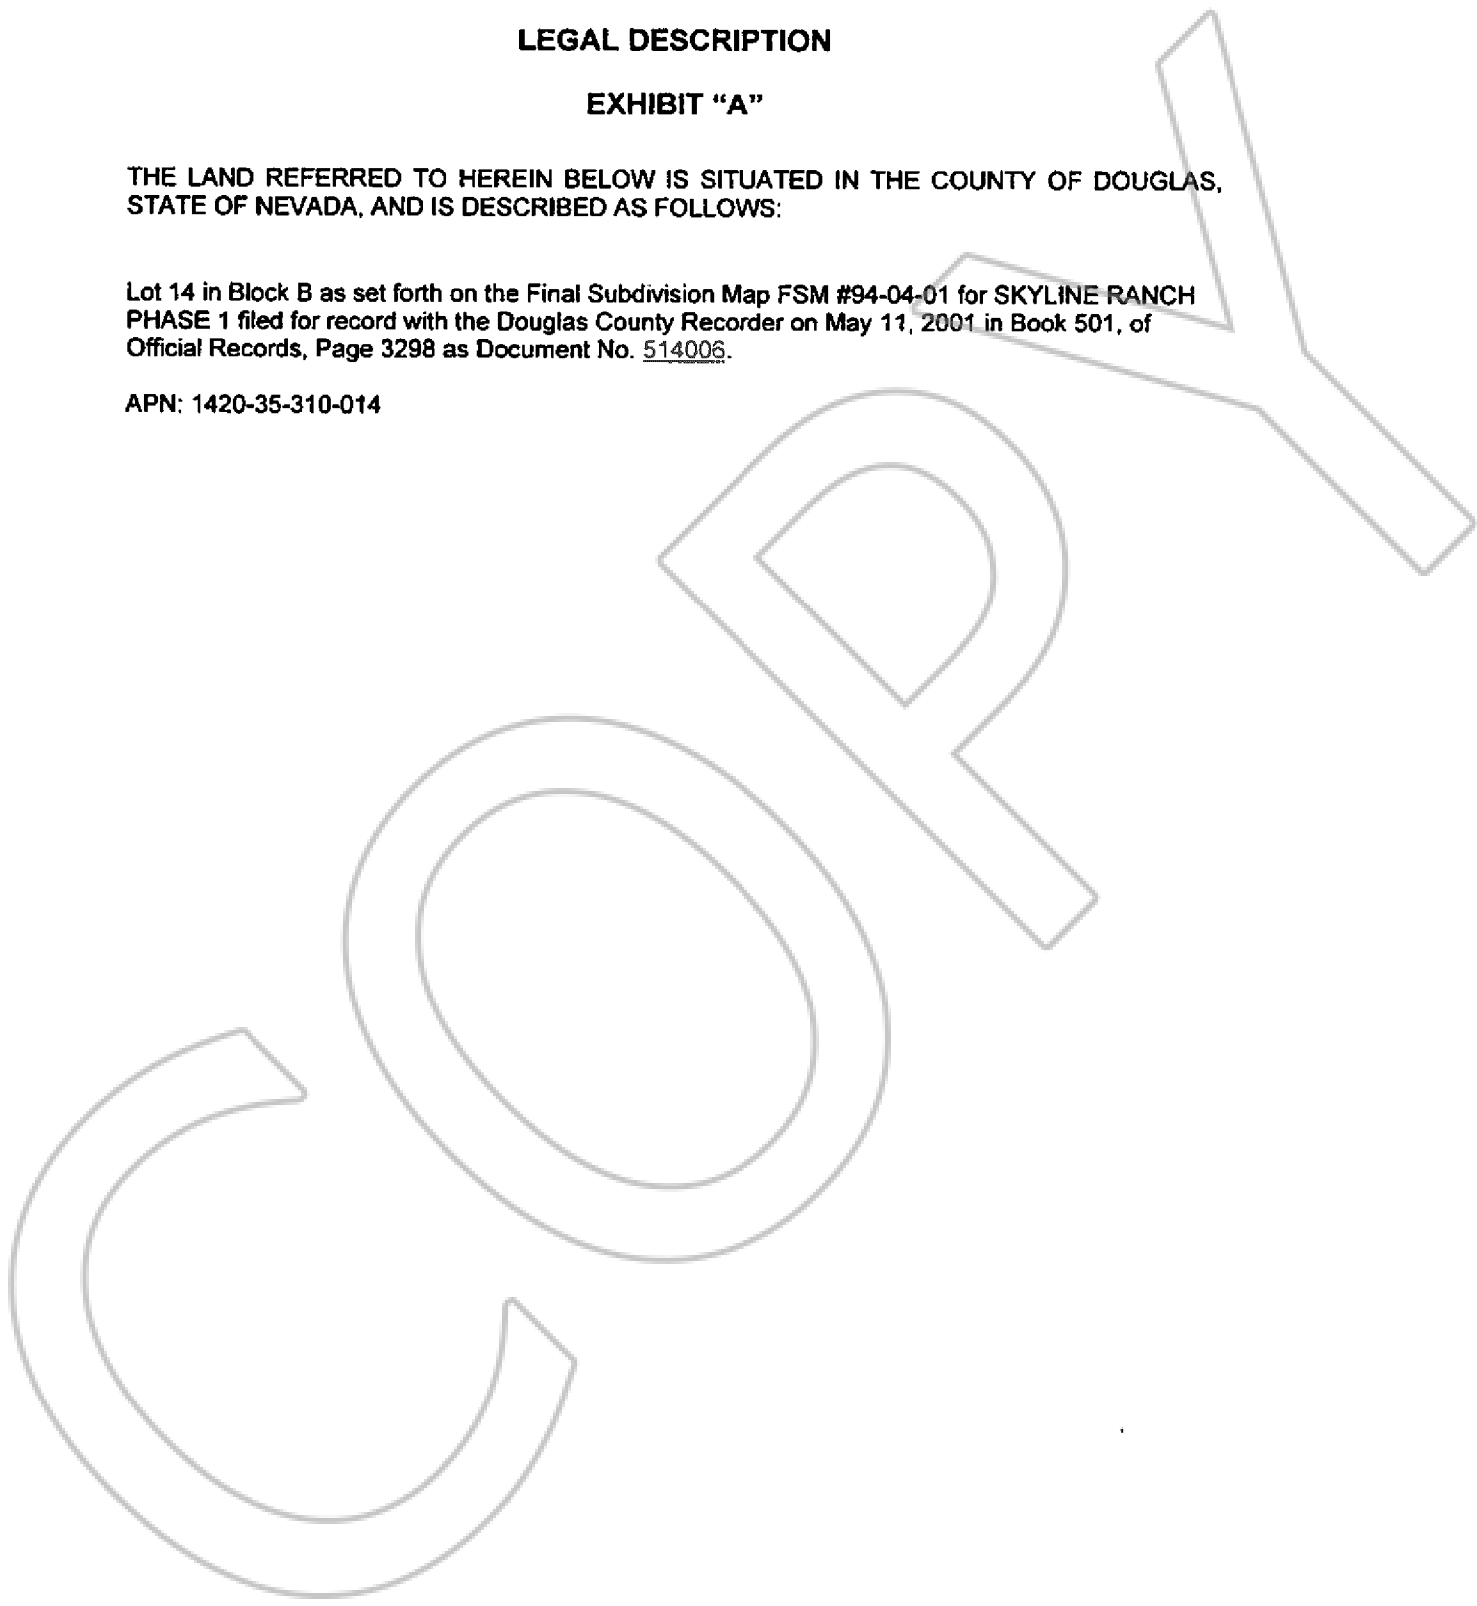 LEGAL DESCRIPTION
EXHIBIT “A”
THE LAND REFERRED TO HEREIN BELOW IS SITUATED IN THE COUNTY OF DOUGLAS,
STATE OF NEVADA, AND IS DESCRIBED AS FOLLOWS:
Lot 14 in Block B as set forth on the Final Subdivision Map FSM #94-04-01 for SKYLINE RANCH
PHASE 1 filed for record with the Douglas County Recorder on May 11, 2001 in Book 501, of
Official Records, Page 3298 as Document No. 514006.
APN: 1420-35-310-014
COPY